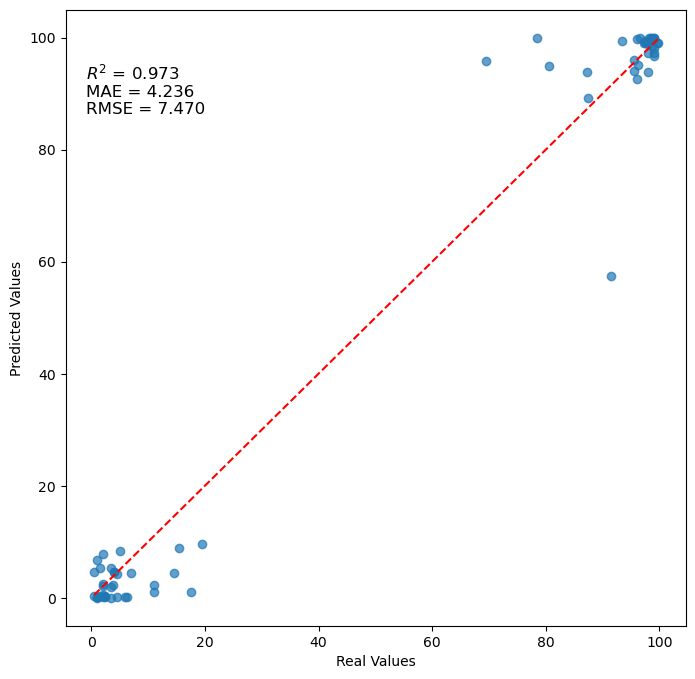 100
80
60
40
20
0
Predicted Values
R² = 0.973
MAE = 4.236
RMSE = 7.470
0 20 40 60 80 100
Real Values